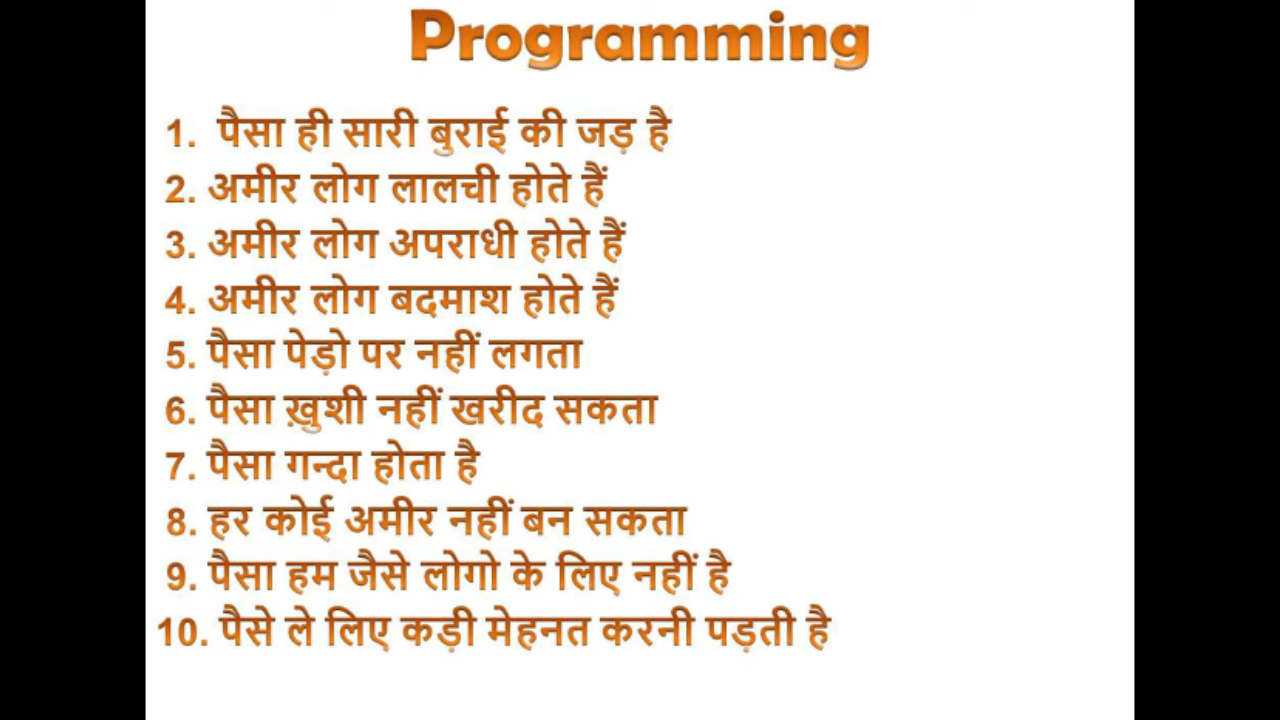 Programming
1. पैसा ही सारी बुराई की जड़ है
2. अमीर लोग लालची होते हैं
3. अमीर लोग अपराधी होते हैं
4. अमीर लोग बदमाश होते हैं
5. पैसा पेड़ो पर नहीं लगता
6. पैसा ख़ुशी नहीं खरीद सकता
7. पैसा गन्दा होता है
8. हर कोई अमीर नहीं बन सकता
9. पैसा हम जैसे लोगो के लिए नहीं है
10. पैसे ले लिए कड़ी मेहनत करनी पड़ती है